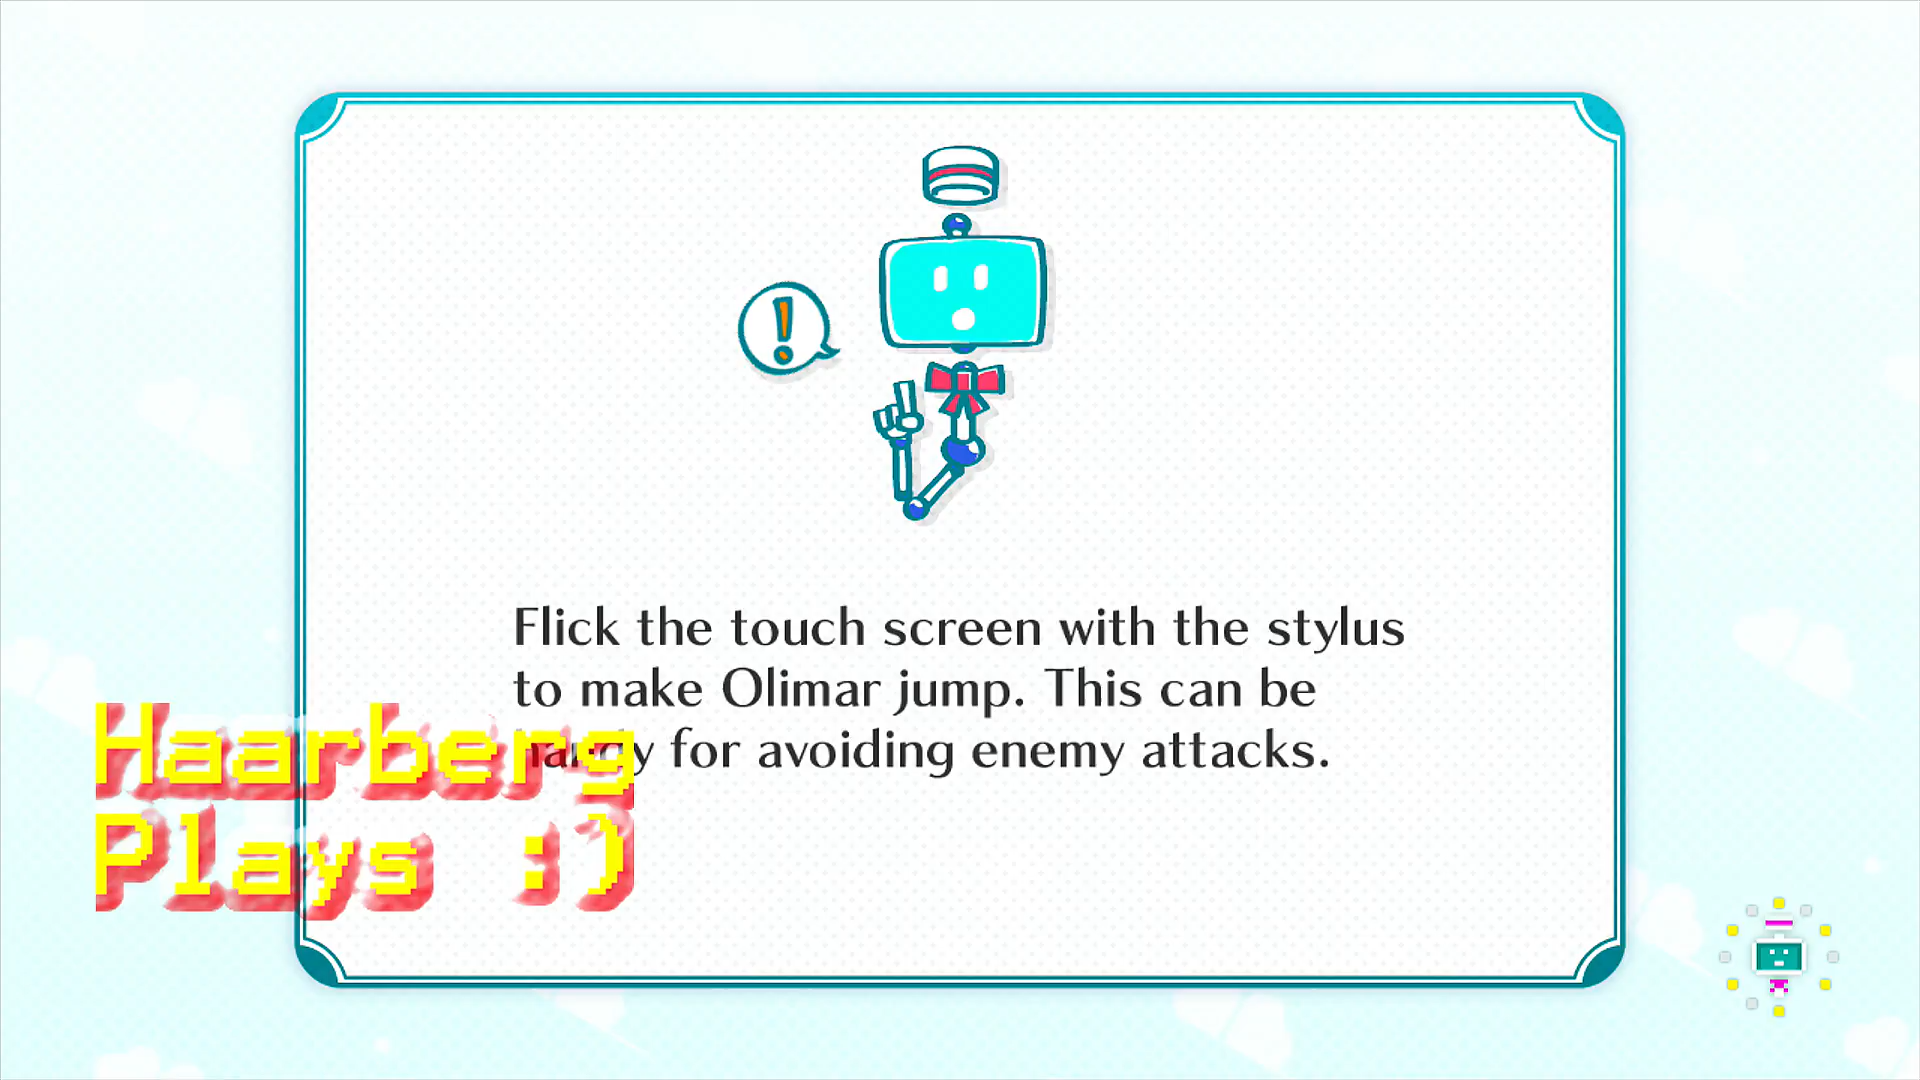 !
Flick the touch screen with the stylus
to make Olimar jump. This can be
handy for avoiding enemy attacks.
Haarberg
Plays :)